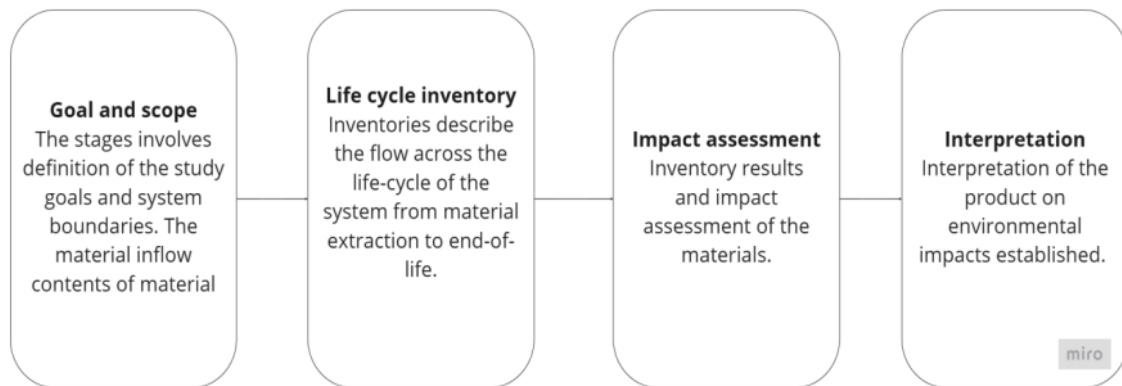 Goal and scope
The stages involves
definition of the study
goals and system
boundaries. The
material inflow
contents of material
Life cycle inventory
Inventories describe
the flow across the
life-cycle of the
system from material
extraction to end-of-
life.
Impact assessment
Inventory results
and impact
assessment of the
materials.
Interpretation
Interpretation of the
product on
environmental
impacts established.
miro